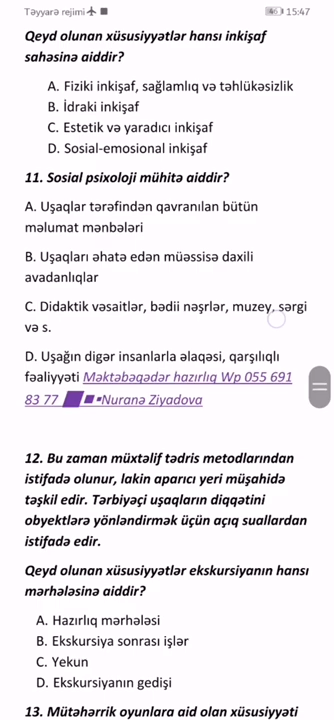 Təyyarə rejimi 15:47
Qeyd olunan xüsusiyyətlər hansı inkişaf
sahəsinə aiddir?
A. Fiziki inkişaf, sağlamlıq və təhlükəsizlik
B. İdraki inkişaf
C. Estetik və yaradıcı inkişaf
D. Sosial-emosional inkişaf
11. Sosial psixoloji mühitə aiddir?
A. Uşaqlar tərəfindən qavranılan bütün
məlumat mənbələri
B. Uşaqları əhatə edən müəssisə daxili
avadanlıqlar
C. Didaktik vəsaitlər, bədii nəşrlər, muzey, sərgi
və s.
D. Uşağın digər insanlarla əlaqəsi, qarşılıqlı
fəaliyyəti Məktəbəqədər hazırlıq Wp 055 691
83 77 Nuranə Ziyadova
12. Bu zaman müxtəlif tədris metodlarından
istifadə olunur, lakin aparıcı yeri müşahidə
təşkil edir. Tərbiyəçi uşaqların diqqətini
obyektlərə yönləndirmək üçün açıq suallardan
istifadə edir.
Qeyd olunan xüsusiyyətlər ekskursiyanın hansı
mərhələsinə aiddir?
A. Hazırlıq mərhələsi
B. Ekskursiya sonrası işlər
C. Yekun
D. Ekskursiyanın gedişi
13. Mütəhərrik oyunlara aid olan xüsusiyyəti